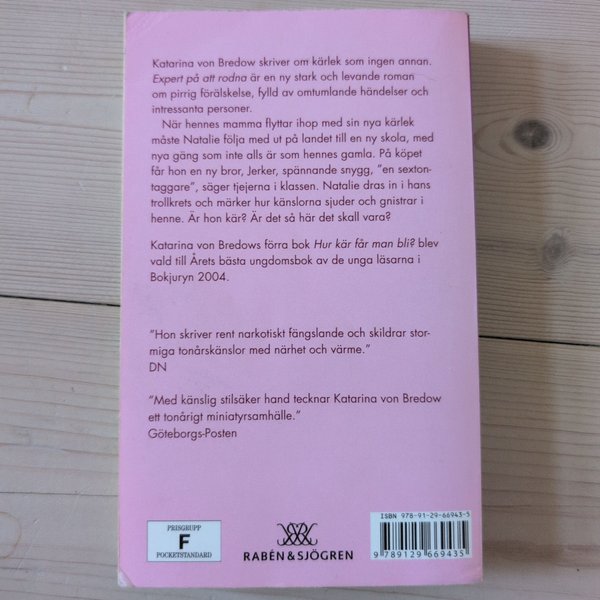 Katarina von Bredow skriver om kärlek som ingen annan.
Expert på att rodna är en ny stark och levande roman
om pirrig förälskelse, fylld av omtumlande händelser och
intressanta personer.
När hennes mamma flyttar ihop med sin nya kärlek
måste Natalie följa med ut på landet till en ny skola, med
nya gäng som inte alls är som hennes gamla. På köpet
får hon en ny bror, Jerker, spännande snygg, "en sexton-
taggare", säger tjejerna i klassen. Natalie dras in i hans
trollkrets och märker hur känslorna sjuder och gnistrar i
henne. Är hon kär? Är det så här det skall vara?
Katarina von Bredows förra bok Hur kär får man bli? blev
vald till Årets bästa ungdomsbok av de unga läsarna i
Bokjuryn 2004.
"Hon skriver rent narkotiskt fängslande och skildrar stor-
miga tonårskänslor med närhet och värme."
DN
"Med känslig stilsäker hand tecknar Katarina von Bredow
ett tonårigt miniatyrsamhälle."
Göteborgs-Posten
PRISGRUPP
F
POCKETSTANDARD
RABÉN & SJÖGREN
ISBN 978-91-29-66943-5
9 789129 669435